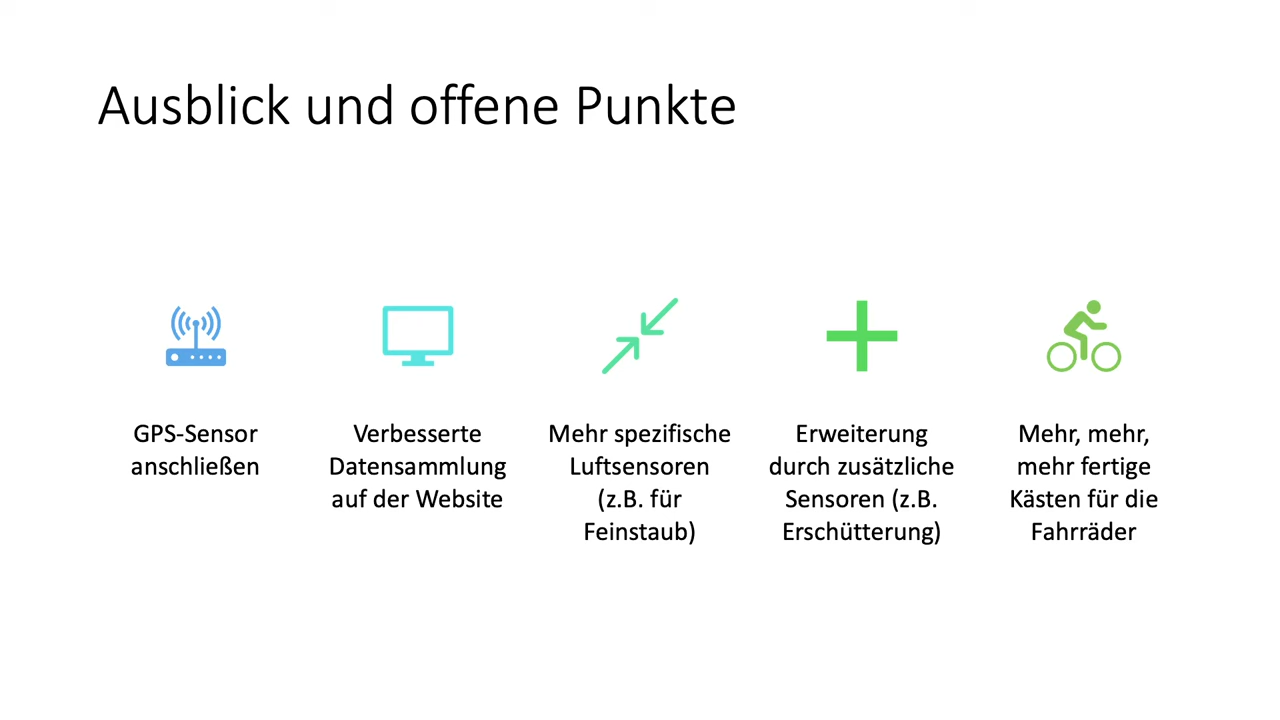 Ausblick und offene Punkte
GPS-Sensor
anschließen
Verbesserte
Datensammlung
auf der Website
Mehr spezifische
Luftsensoren
(z.B. für
Feinstaub)
Erweiterung
durch zusätzliche
Sensoren (z.B.
Erschütterung)
Mehr, mehr,
mehr fertige
Kästen für die
Fahrräder